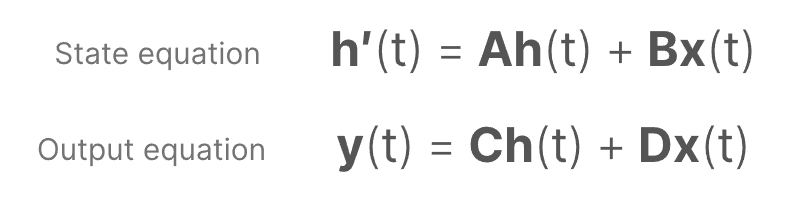 State equation h'(t) = Ah(t) + Bx(t)
Output equation y(t) = Ch(t) + Dx(t)